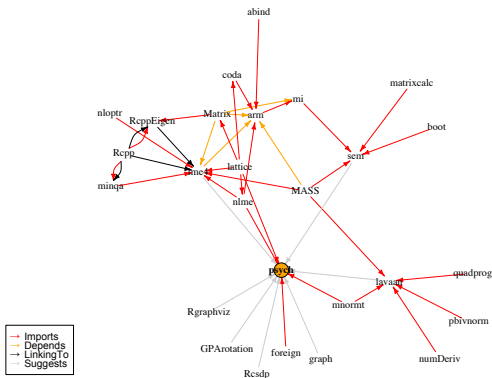 abind
coda
mi
matrixcalc
nloptr
RcppEigen
Matrix
arm
boot
Rcpp
sem
lattice
lme4
minqa
MASS
nlme
psych
quadprog
lavaan
Rgraphviz
mnormt
pbivnorm
GPArotation
foreign
graph
numDeriv
Rcsdp
Imports
Depends
LinkingTo
Suggests